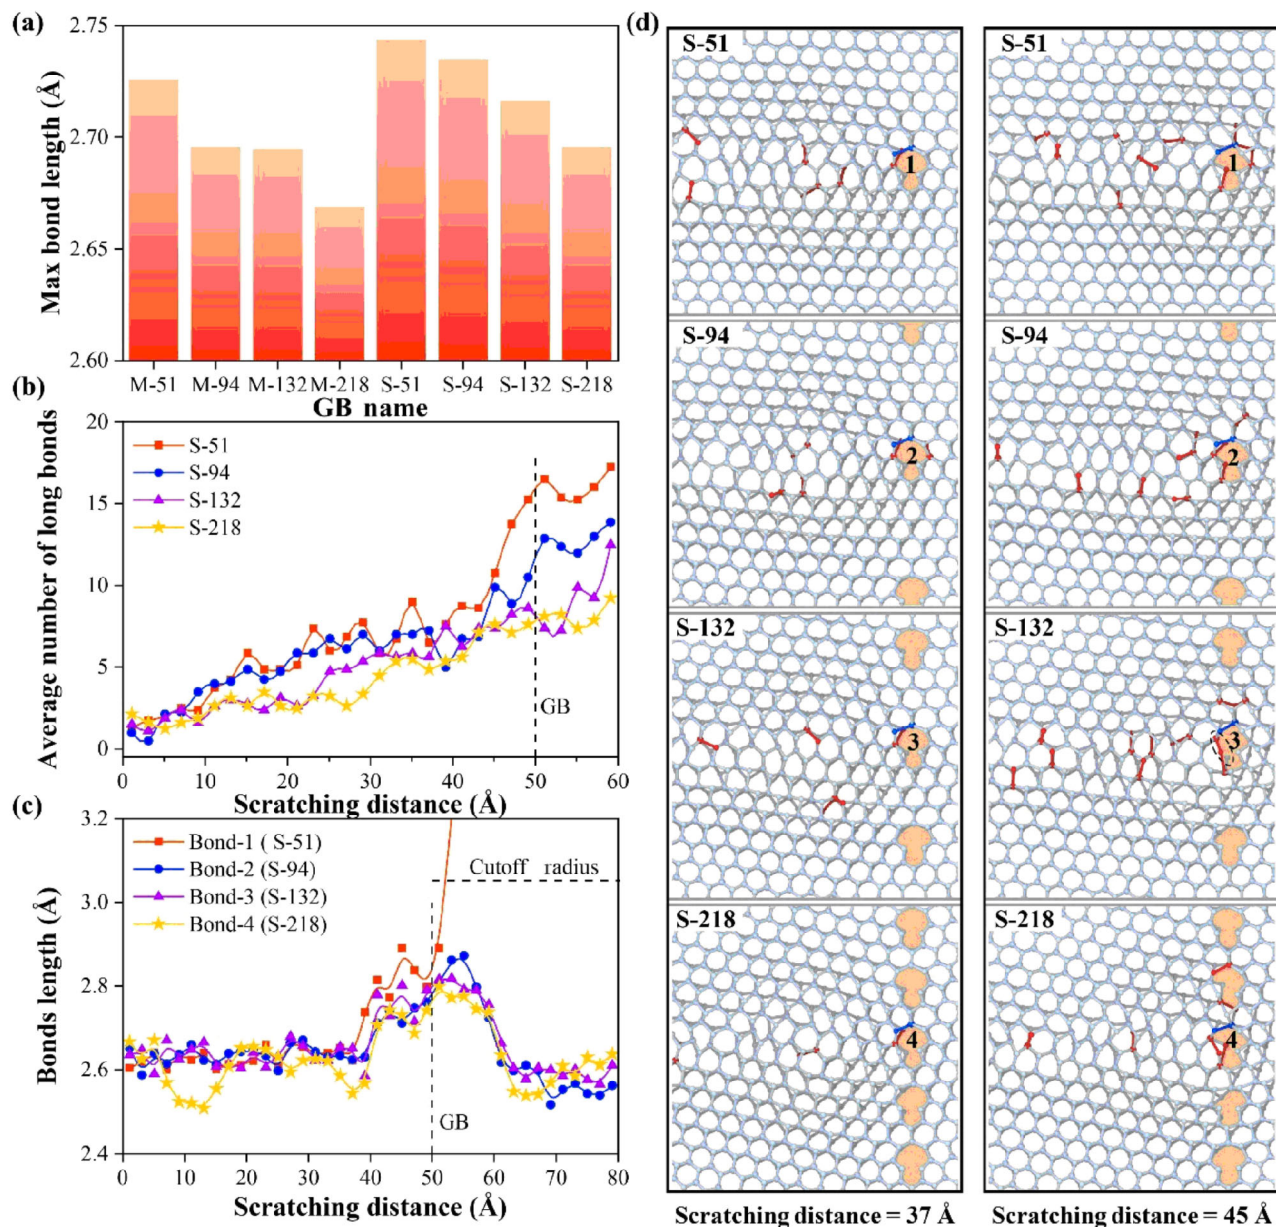 (a)
Max bond length (Å)
2.75
2.70
2.65
2.60
M-51 M-94 M-132 M-218 S-51 S-94 S-132 S-218
GB name
(b)
Average number of long bonds
20
15
10
5
0
S-51
S-94
S-132
S-218
GB
0 10 20 30 40 50 60
Scratching distance (Å)
(c)
Bonds length (Å)
3.2
3.0
2.8
2.6
2.4
Bond-1 ( S-51)
Bond-2 (S-94)
Bond-3 (S-132)
Bond-4 (S-218)
Cutoff radius
GB
0 10 20 30 40 50 60 70 80
Scratching distance (Å)
(d)
S-51
1
S-51
1
S-94
2
S-94
2
S-132
3
S-132
3
S-218
4
S-218
4
Scratching distance = 37 Å
Scratching distance = 45 Å